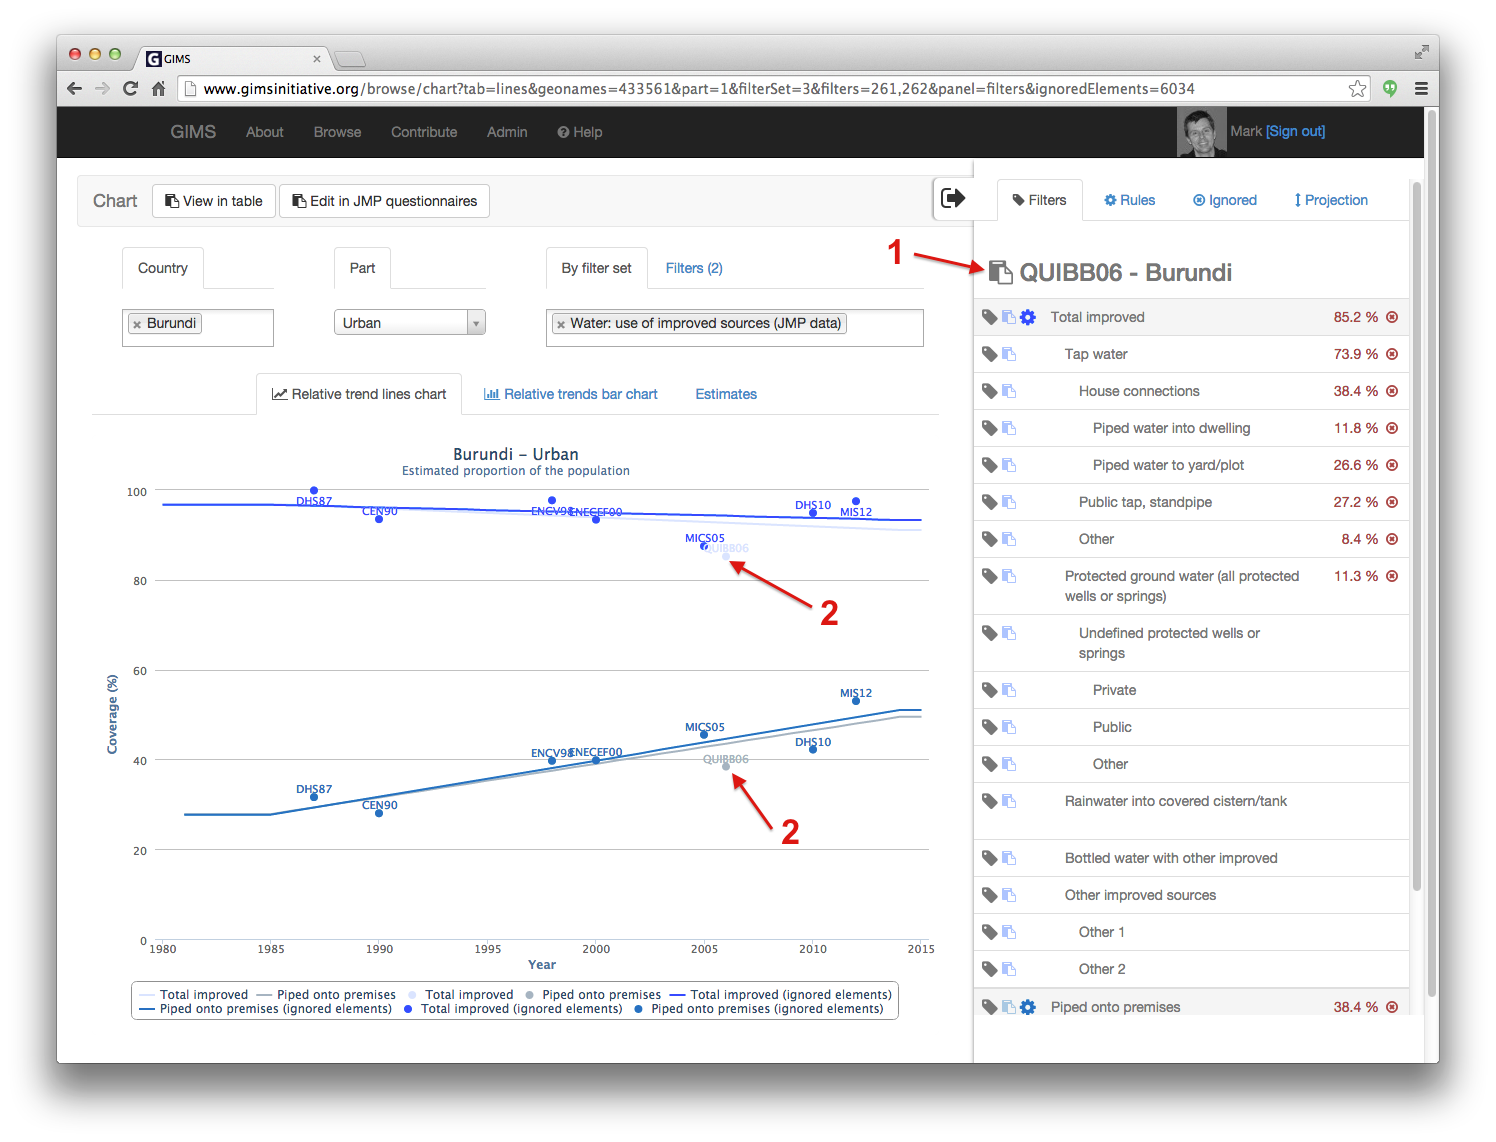 GIMS
www.gimsinitiative.org/browse/chart?tab=lines&geonames=433561&part=1&filterSet=3&filters=261,262&panel=filters&ignoredElements=6034
GIMS About Browse Contribute Admin Help Mark [Sign out]
Chart View in table Edit in JMP questionnaires
Filters Rules Ignored Projection
Country Part By filter set Filters (2)
Burundi Urban Water: use of improved sources (JMP data)
Relative trend lines chart Relative trends bar chart Estimates
Burundi – Urban
Estimated proportion of the population
100
80
60
40
20
0
Coverage (%)
DHS87
CEN90
ENCV98
ENECEF00
MICS05
QUIBB06
DHS10
MIS12
2
DHS87
CEN90
ENCV98
ENECEF00
MICS05
QUIBB06
DHS10
MIS12
2
1980 1985 1990 1995 2000 2005 2010 2015
Year
Total improved Piped onto premises Total improved Piped onto premises Total improved (ignored elements)
Piped onto premises (ignored elements) Total improved (ignored elements) Piped onto premises (ignored elements)
1
QUIBB06 - Burundi
Total improved 85.2 %
Tap water 73.9 %
House connections 38.4 %
Piped water into dwelling 11.8 %
Piped water to yard/plot 26.6 %
Public tap, standpipe 27.2 %
Other 8.4 %
Protected ground water (all protected 11.3 %
wells or springs)
Undefined protected wells or
springs
Private
Public
Other
Rainwater into covered cistern/tank
Bottled water with other improved
Other improved sources
Other 1
Other 2
Piped onto premises 38.4 %